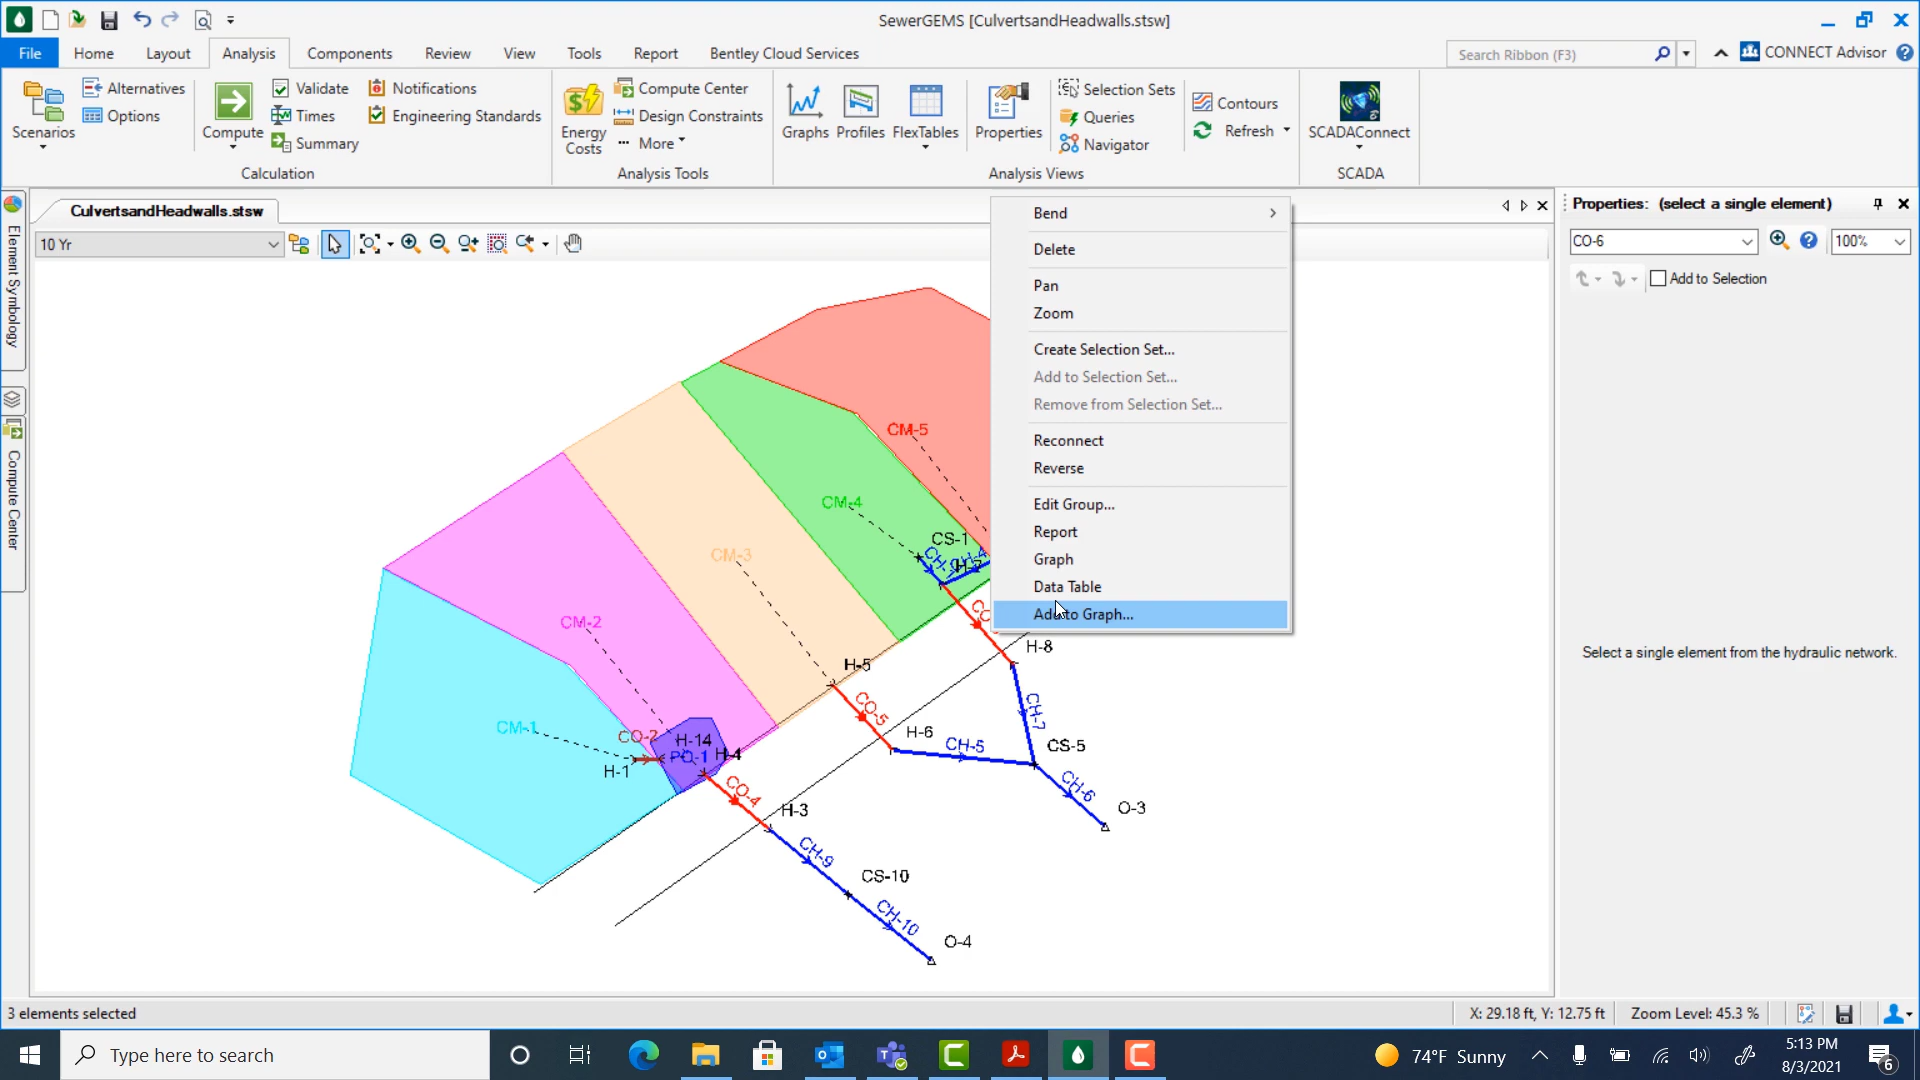 SewerGEMS [CulvertsandHeadwalls.stsw]
File Home Layout Analysis Components Review View Tools Report Bentley Cloud Services
Search Ribbon (F3)
CONNECT Advisor
Scenarios
Alternatives
Options
Compute
Validate
Times
Summary
Notifications
Engineering Standards
Calculation
Energy
Costs
Compute Center
Design Constraints
More
Analysis Tools
Graphs
Profiles
FlexTables
Properties
Selection Sets
Queries
Navigator
Contours
Refresh
Analysis Views
SCADAConnect
SCADA
Element Symbology
Compute Center
CulvertsandHeadwalls.stsw
10 Yr
Bend
Delete
Pan
Zoom
Create Selection Set...
Add to Selection Set...
Remove from Selection Set...
Reconnect
Reverse
Edit Group...
Report
Graph
Data Table
Add to Graph...
CM-5
CM-4
CS-1
CM-3
H-7
CM-2
H-8
H-5
CO-5
CH-7
CM-1
CO-2
H-14
PO-1
H-4
H-1
H-6
CH-5
CS-5
CO-4
CH-6
H-3
O-3
CH-9
CS-10
CH-10
O-4
Properties: (select a single element)
CO-6
100%
Add to Selection
Select a single element from the hydraulic network.
3 elements selected
X: 29.18 ft, Y: 12.75 ft
Zoom Level: 45.3 %
Type here to search
74°F Sunny
5:13 PM
8/3/2021
6